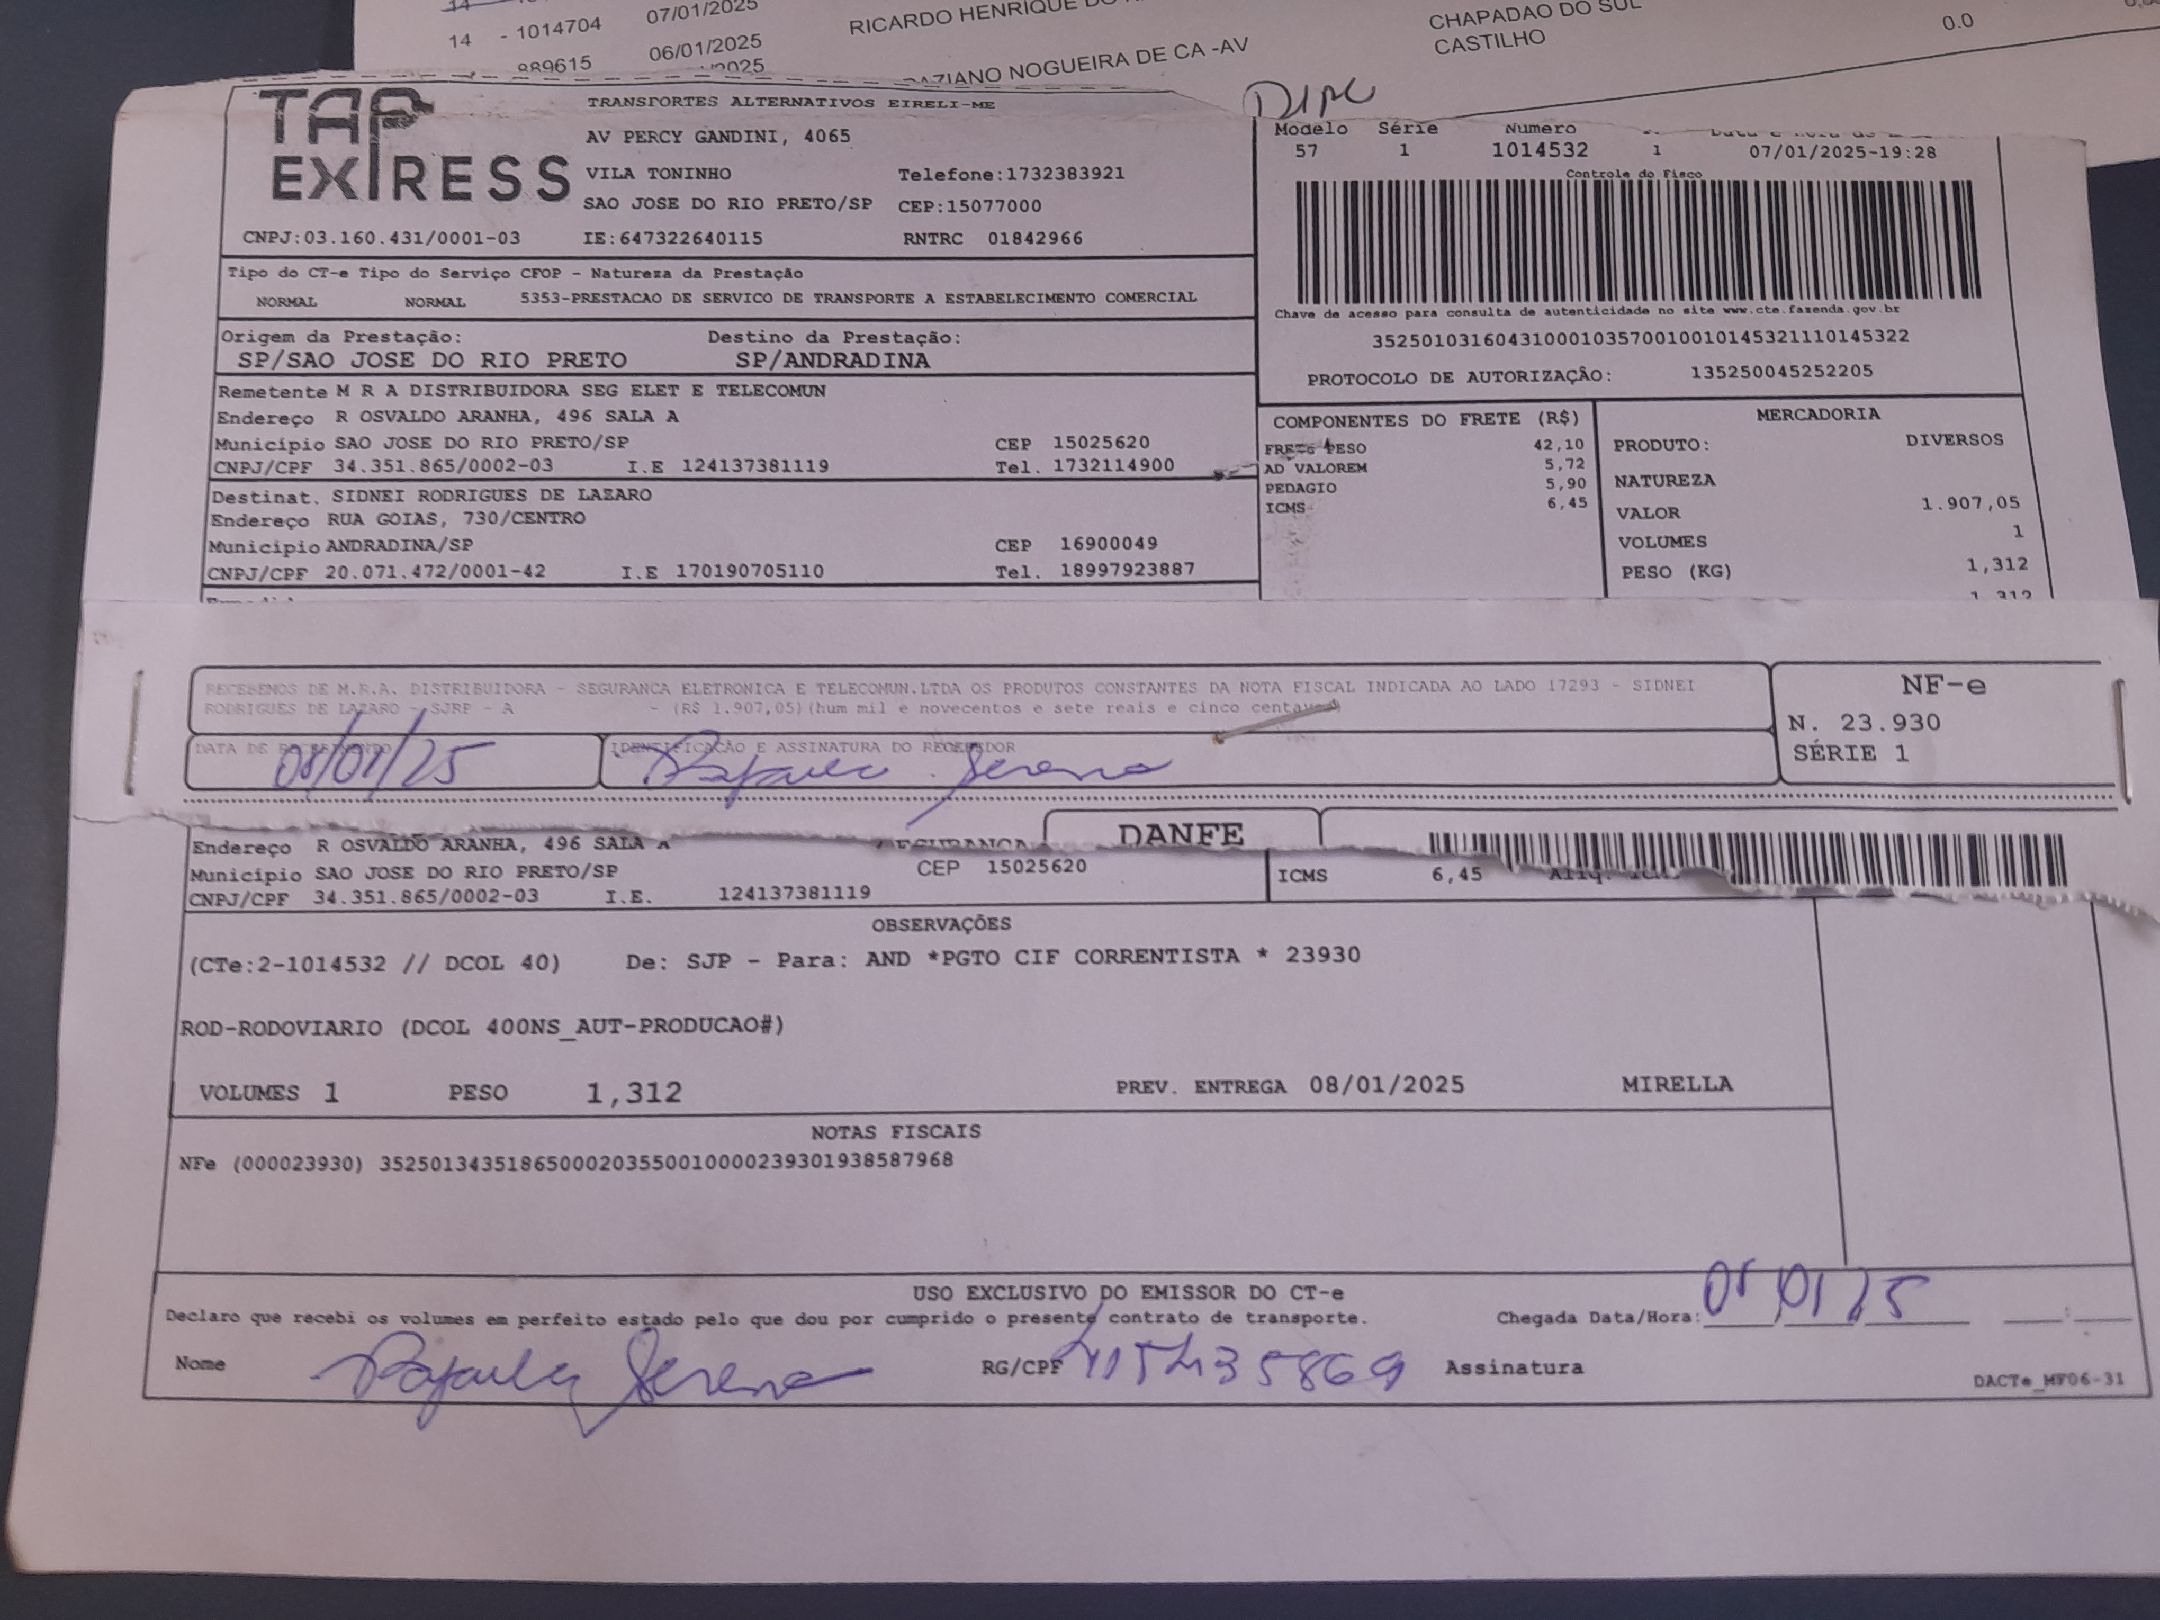 14 - 1014704 07/01/2025 RICARDO HENRIQUE CHAPADAO DO SUL 0.0
889615 06/01/2025 NOGUEIRA DE CA -AV CASTILHO
TAP EXPRESS
TRANSPORTES ALTERNATIVOS EIRELI-ME
AV PERCY GANDINI, 4065
VILA TONINHO Telefone:1732383921
SAO JOSE DO RIO PRETO/SP CEP:15077000
CNPJ:03.160.431/0001-03 IE:647322640115 RNTRC 01842966
Modelo Série Numero
57 1 1014532 1 07/01/2025-19:28
Controle do Fisco
Tipo do CT-e Tipo do Serviço CFOP - Natureza da Prestação
NORMAL NORMAL 5353-PRESTACAO DE SERVICO DE TRANSPORTE A ESTABELECIMENTO COMERCIAL
Chave de acesso para consulta de autenticidade no site www.cte.fazenda.gov.br
35250103160431000103570010010145321110145322
PROTOCOLO DE AUTORIZAÇÃO: 135250045252205
Origem da Prestação: Destino da Prestação:
SP/SAO JOSE DO RIO PRETO SP/ANDRADINA
Remetente M R A DISTRIBUIDORA SEG ELET E TELECOMUN
Endereço R OSVALDO ARANHA, 496 SALA A
Município SAO JOSE DO RIO PRETO/SP CEP 15025620
CNPJ/CPF 34.351.865/0002-03 I.E 124137381119 Tel. 1732114900
Destinat. SIDNEI RODRIGUES DE LAZARO
Endereço RUA GOIAS, 730/CENTRO
Município ANDRADINA/SP CEP 16900049
CNPJ/CPF 20.071.472/0001-42 I.E 170190705110 Tel. 18997923887
COMPONENTES DO FRETE (R$)
FRETE PESO 42,10
AD VALOREM 5,72
PEDAGIO 5,90
ICMS 6,45
MERCADORIA
PRODUTO: DIVERSOS
NATUREZA
VALOR 1.907,05
VOLUMES 1
PESO (KG) 1,312
1,312
RECEBEMOS DE M.R.A. DISTRIBUIDORA - SEGURANCA ELETRONICA E TELECOMUN.LTDA OS PRODUTOS CONSTANTES DA NOTA FISCAL INDICADA AO LADO 17293 - SIDNEI
RODRIGUES DE LAZARO - SJRP - A - (R$ 1.907,05)(hum mil e novecentos e sete reais e cinco centavos)
DATA DE RECEBIMENTO IDENTIFICAÇÃO E ASSINATURA DO RECEBEDOR
08/01/25
NF-e
N. 23.930
SÉRIE 1
DANFE
Endereço R OSVALDO ARANHA, 496 SALA A
Município SAO JOSE DO RIO PRETO/SP CEP 15025620
CNPJ/CPF 34.351.865/0002-03 I.E. 124137381119
ICMS 6,45
OBSERVAÇÕES
(CTe:2-1014532 // DCOL 40) De: SJP - Para: AND *PGTO CIF CORRENTISTA * 23930
ROD-RODOVIARIO (DCOL 400NS_AUT-PRODUCAO#)
VOLUMES 1 PESO 1,312 PREV. ENTREGA 08/01/2025 MIRELLA
NOTAS FISCAIS
NFe (000023930) 35250134351865000203550010000239301938587968
USO EXCLUSIVO DO EMISSOR DO CT-e
Declaro que recebi os volumes em perfeito estado pelo que dou por cumprido o presente contrato de transporte. Chegada Data/Hora: 08/01/25
Nome RG/CPF Assinatura
DACTe_MF06-31